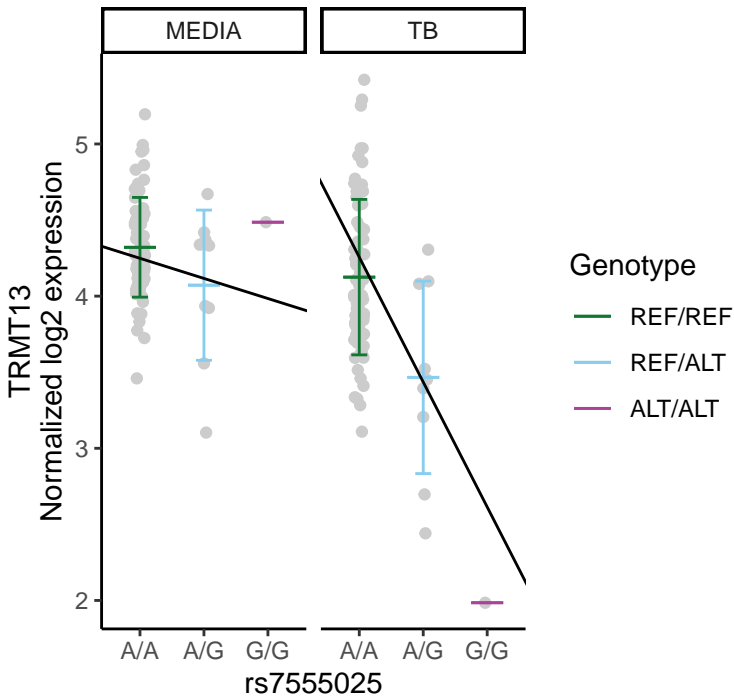 MEDIA
TB
TRMT13
Normalized log2 expression
5
4
3
2
A/A
A/G
G/G
A/A
A/G
G/G
rs7555025
Genotype
REF/REF
REF/ALT
ALT/ALT